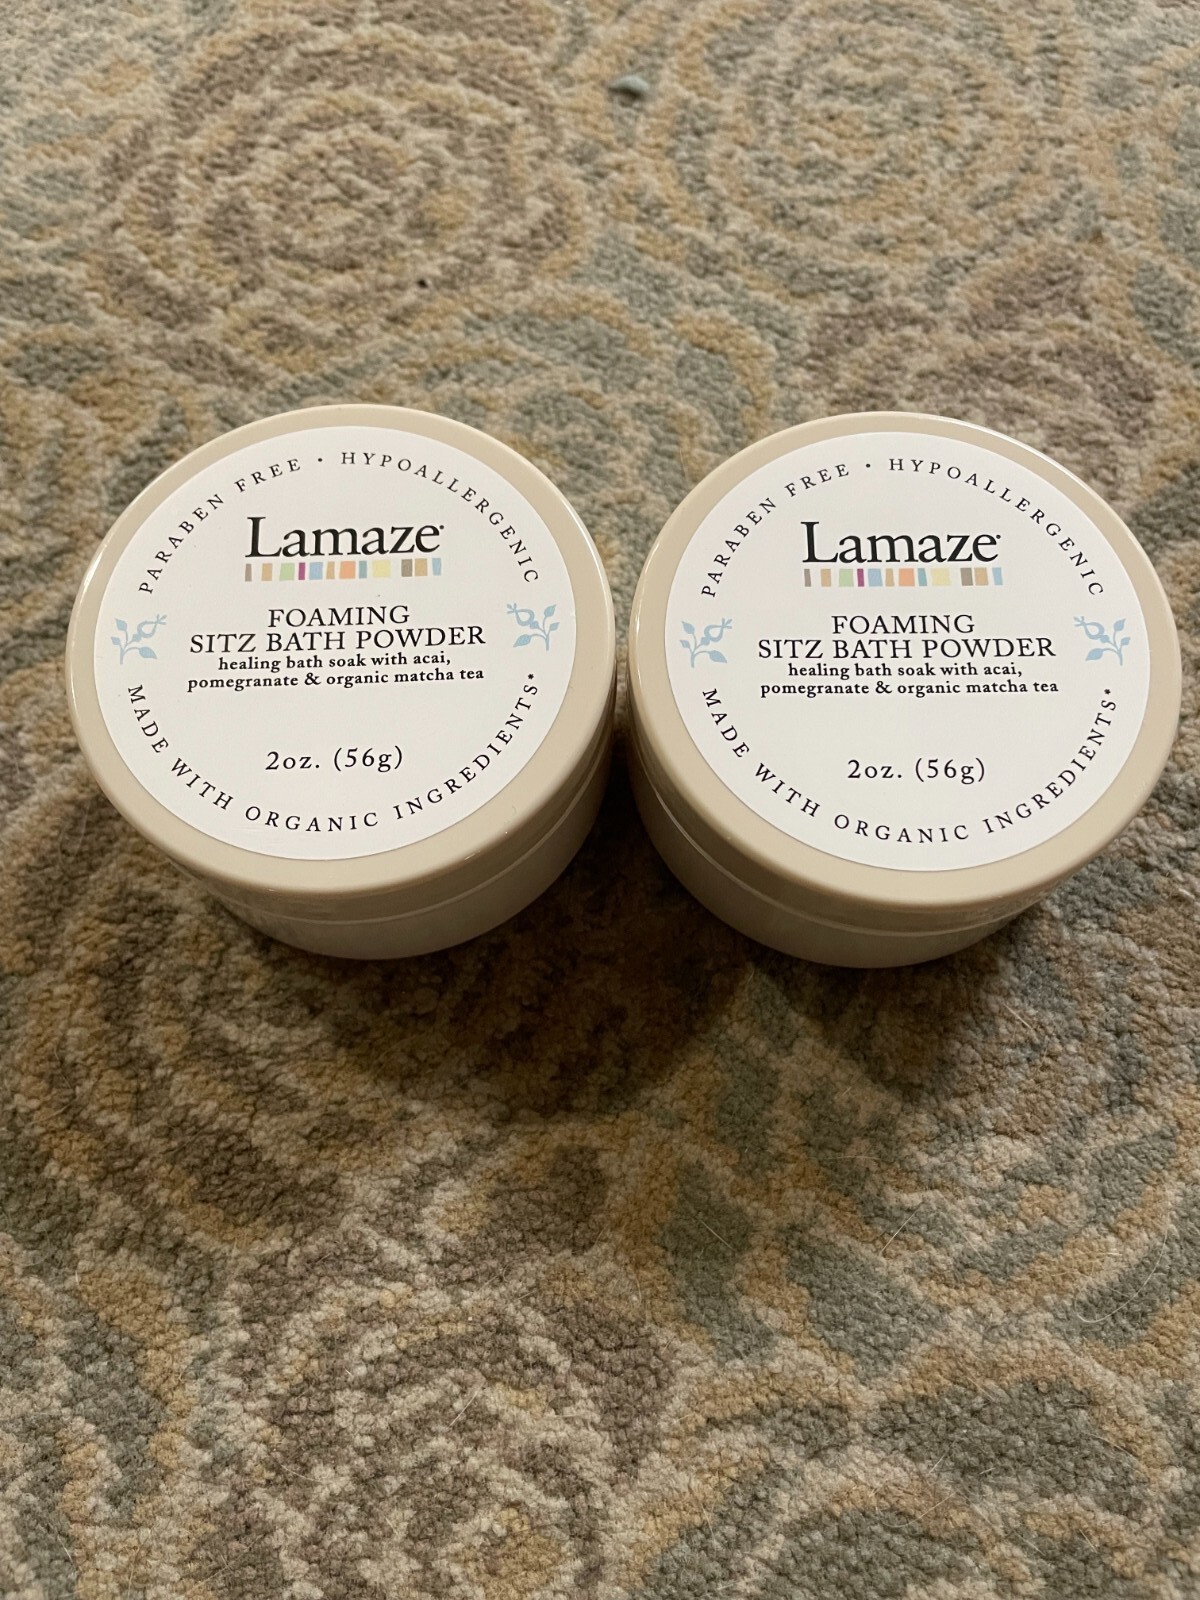 PARABEN FREE • HYPOALLERGENIC
Lamaze
FOAMING
SITZ BATH POWDER
healing bath soak with acai,
pomegranate & organic matcha tea
2oz. (56g)
MADE WITH ORGANIC INGREDIENTS•
PARABEN FREE • HYPOALLERGENIC
Lamaze
FOAMING
SITZ BATH POWDER
healing bath soak with acai,
pomegranate & organic matcha tea
2oz. (56g)
MADE WITH ORGANIC INGREDIENTS•